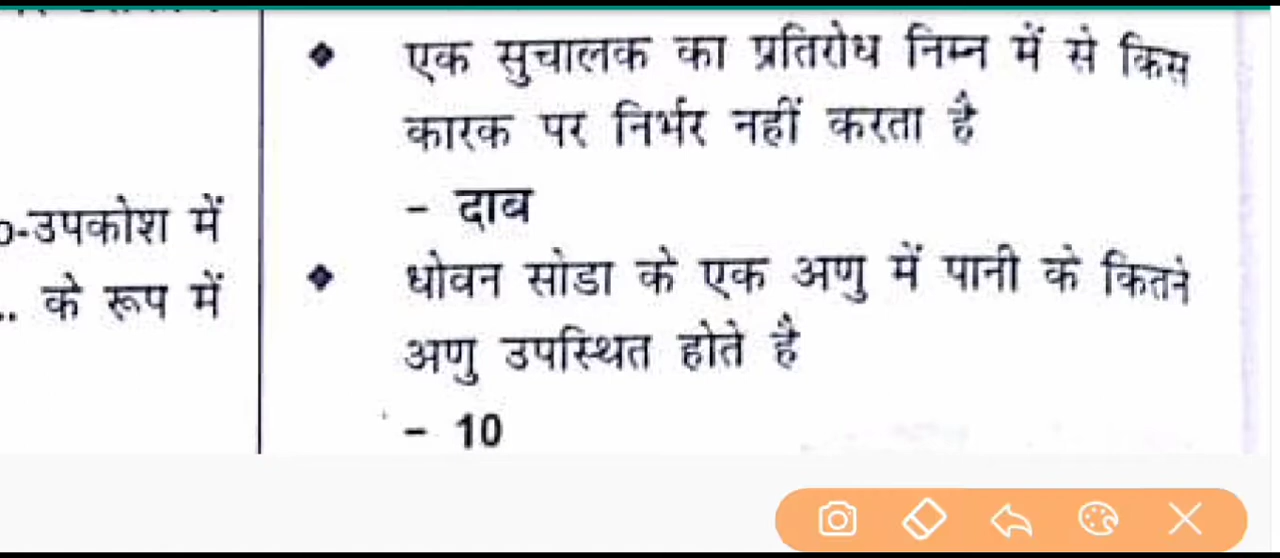 -उपकोश में
.. के रूप में
❖ एक सुचालक का प्रतिरोध निम्न में से किस
कारक पर निर्भर नहीं करता है
- दाब
❖ धोवन सोडा के एक अणु में पानी के कितने
अणु उपस्थित होते है
- 10